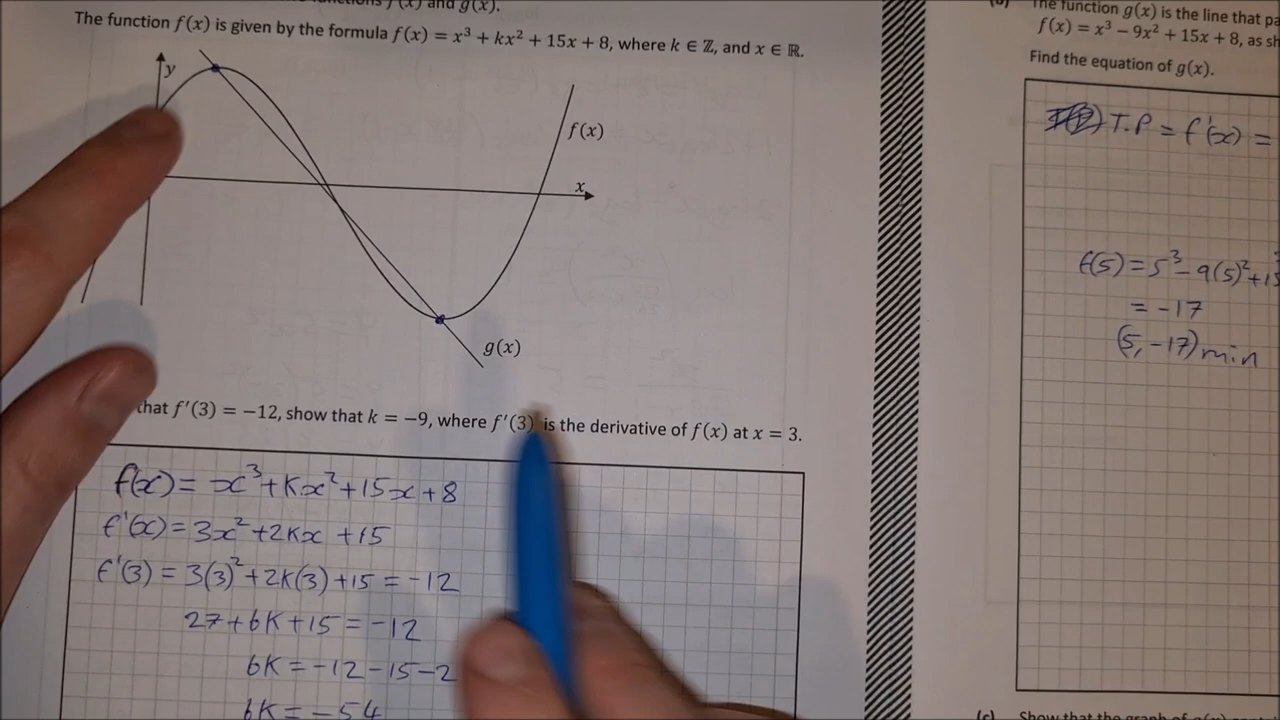 and g(x).
The function f(x) is given by the formula f(x) = x³ + kx² + 15x + 8, where k ∈ ℤ, and x ∈ ℝ.
y
f(x)
x
g(x)
that f′(3) = −12, show that k = −9, where f′(3) is the derivative of f(x) at x = 3.
f(x) = x³ + kx² + 15x + 8
f'(x) = 3x² + 2kx + 15
f'(3) = 3(3)² + 2k(3) + 15 = -12
27 + 6k + 15 = -12
6k = -12 - 15 - 2
6k = -54
The function g(x) is the line that
f(x) = x³ − 9x² + 15x + 8, as
Find the equation of g(x).
T.P = f'(x) =
f(5) = 5³ - 9(5)² + 15
= -17
(5, -17) min
(c) Show that the graph of g(x)